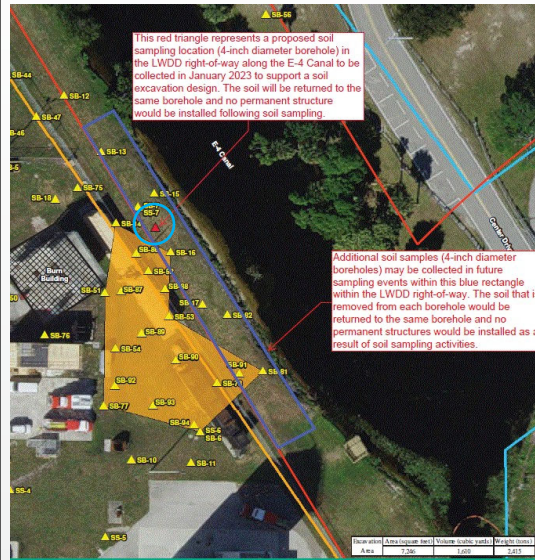 SB-56
This red triangle represents a proposed soil
sampling location (4-inch diameter borehole) in
the LWDD right-of-way along the E-4 Canal to be
collected in January 2023 to support a soil
excavation design. The soil will be returned to the
same borehole and no permanent structure
would be installed following soil sampling.
SB-44
SB-12
SB-47
SB-13
E-4 Canal
SB-75
SB-18
SB-15
SS-7
SB-16
Center Dr
Burn
Building
Additional soil samples (4-inch diameter
boreholes) may be collected in future
sampling events within this blue rectangle
within the LWDD right-of-way. The soil that is
removed from each borehole would be
returned to the same borehole and no
permanent structures would be installed as a
result of soil sampling activities.
SB-51
SB-87
SB-88
SB-17
SB-53
SB-92
SB-76
SB-89
SB-54
SB-90
SB-91
SB-81
SB-92
SB-77
SB-93
SB-94
SS-6
SB-6
SB-10
SB-11
SS-4
SS-5
Excavation Area (square feet) Volume (cubic yards) Weight (tons)
Area 7,246 1,610 2,415